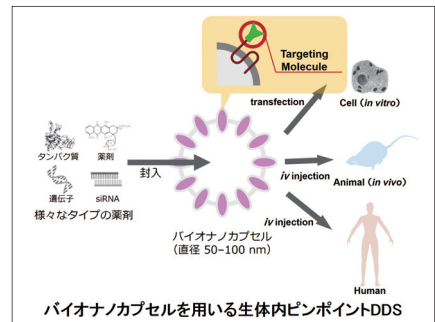 Targeting
Molecule
transfection
Cell (in vitro)
タンパク質
薬剤
封入
iv injection
Animal (in vivo)
遺伝子
siRNA
様々なタイプの薬剤
バイオナノカプセル
(直径 50–100 nm)
iv injection
Human
バイオナノカプセルを用いる生体内ピンポイントDDS